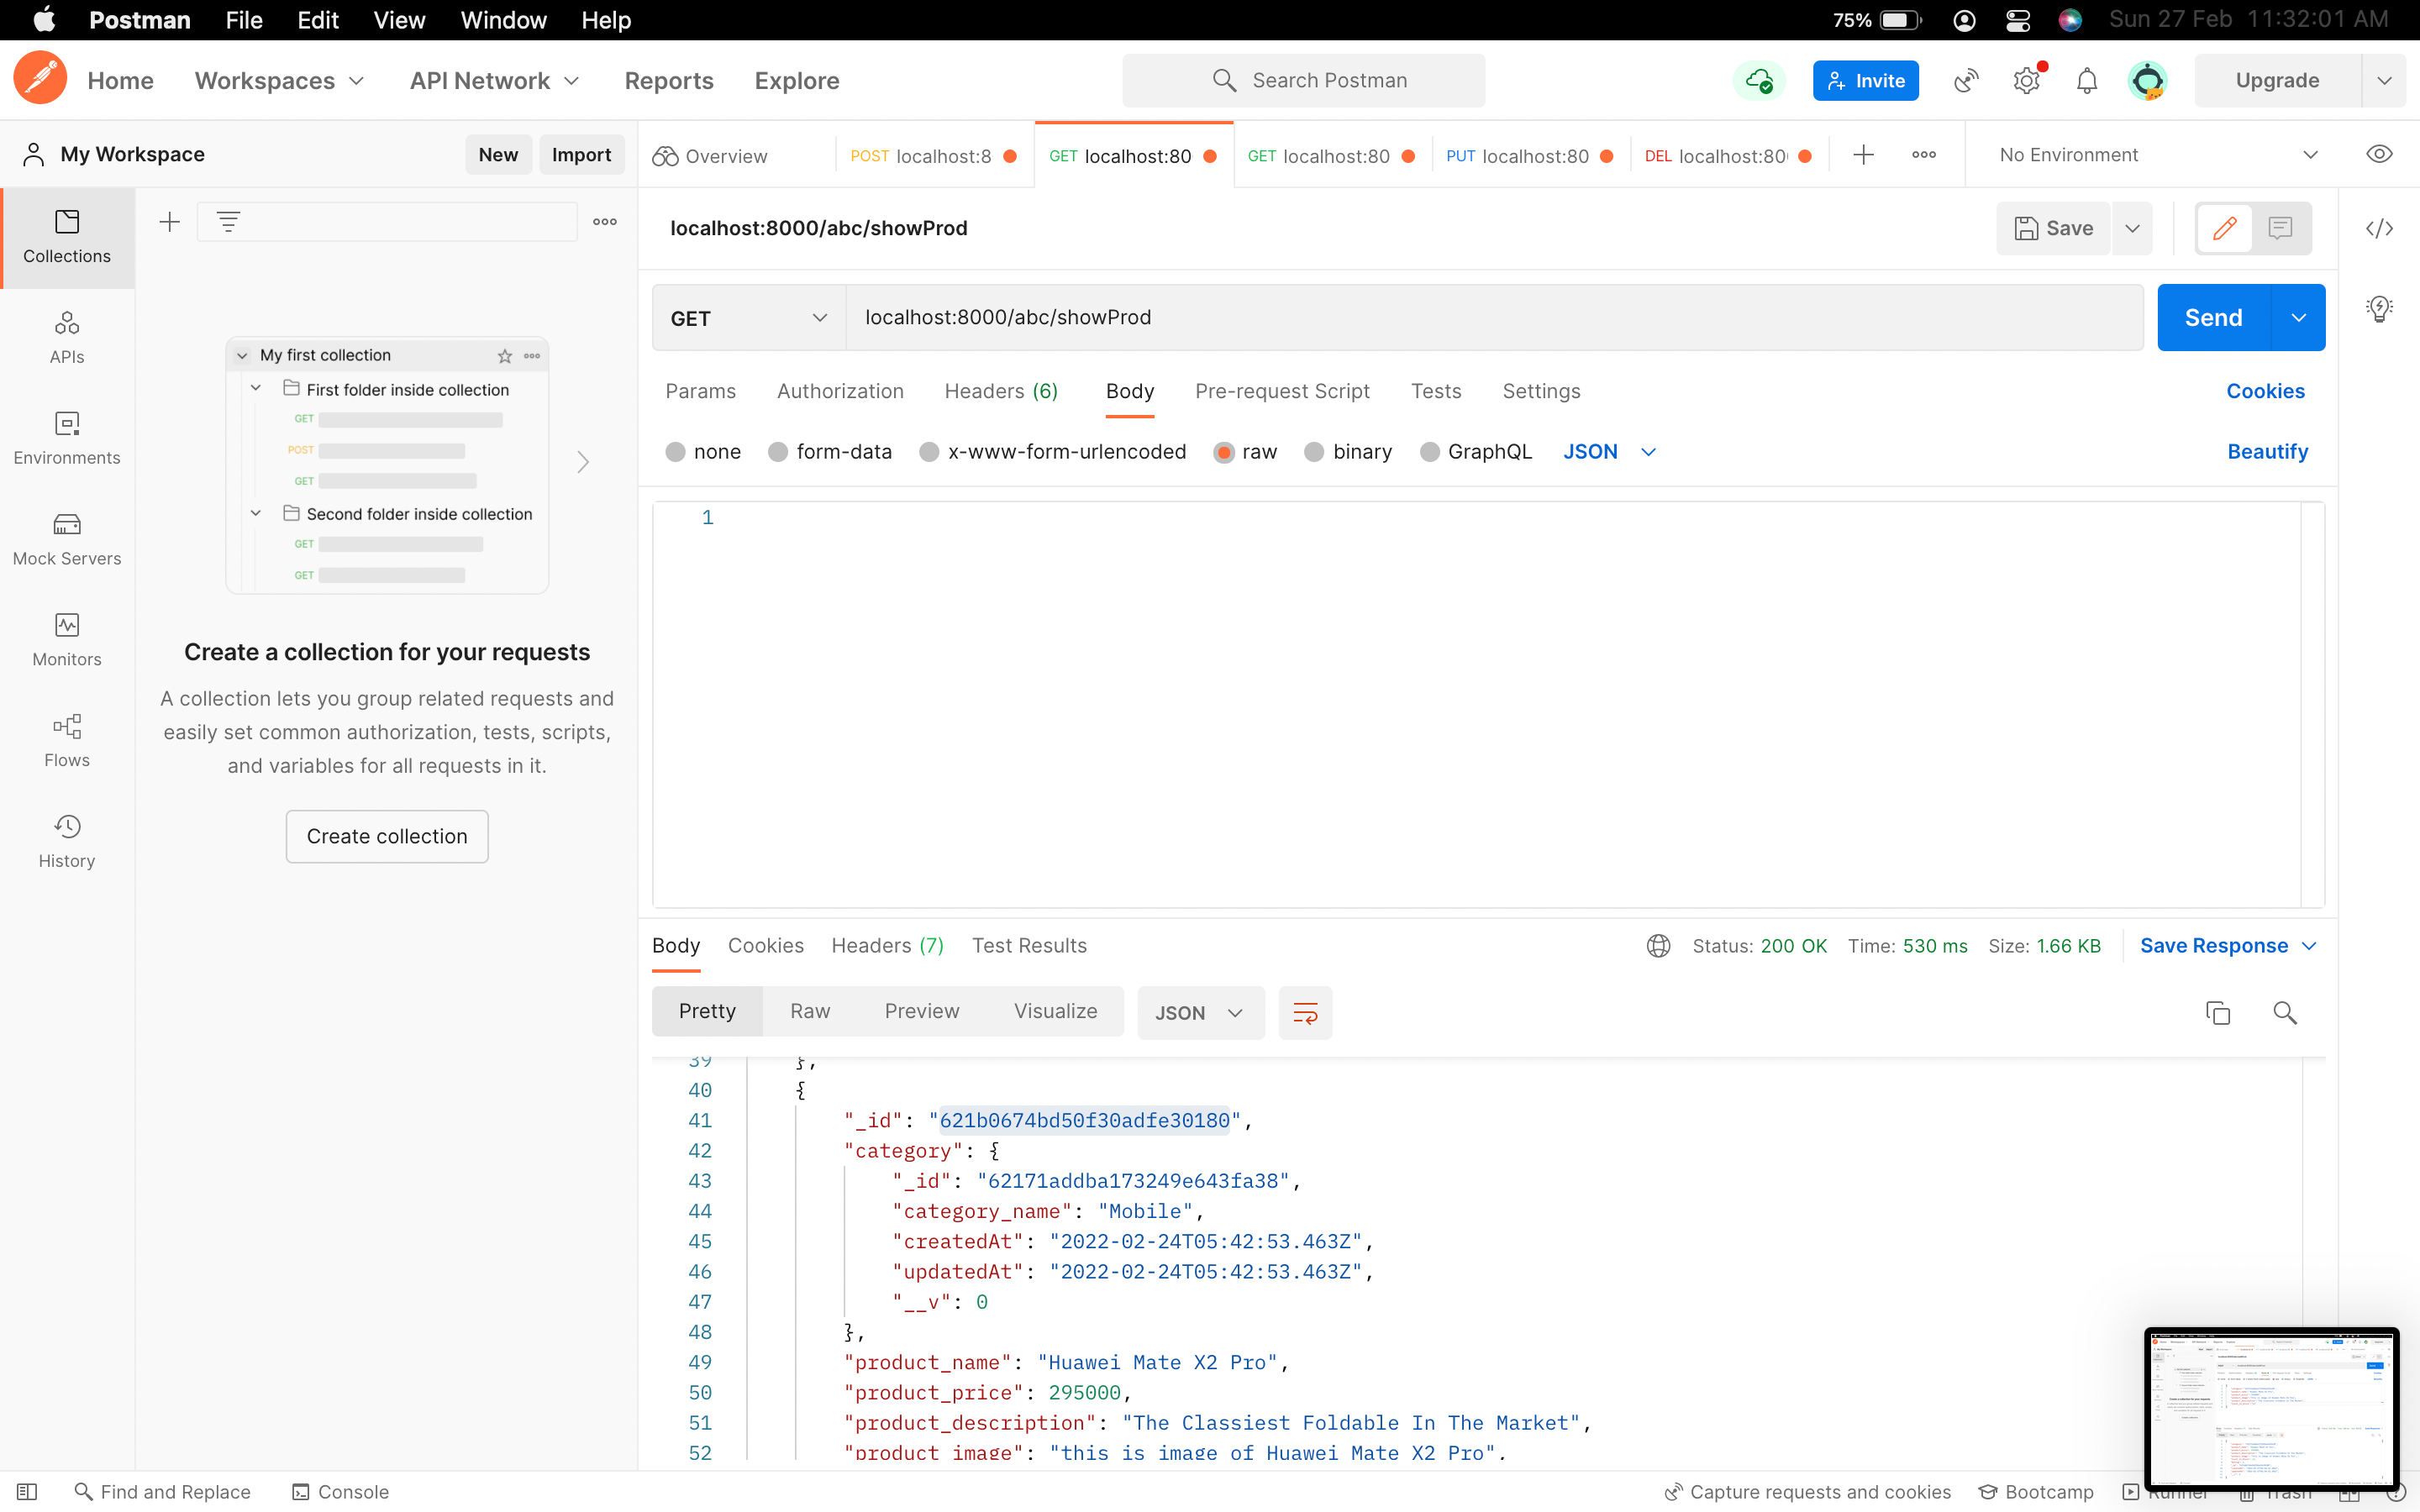 Postman File Edit View Window Help 75% Sun 27 Feb 11:32:01 AM
Home Workspaces API Network Reports Explore Search Postman Invite Upgrade
My Workspace New Import Overview POST localhost:8 GET localhost:80 GET localhost:80 PUT localhost:80 DEL localhost:80 No Environment
Collections
APIs
Environments
Mock Servers
Monitors
Flows
History
My first collection
First folder inside collection
GET
POST
GET
Second folder inside collection
GET
GET
Create a collection for your requests
A collection lets you group related requests and
easily set common authorization, tests, scripts,
and variables for all requests in it.
Create collection
localhost:8000/abc/showProd Save
GET localhost:8000/abc/showProd Send
Params Authorization Headers (6) Body Pre-request Script Tests Settings Cookies
none form-data x-www-form-urlencoded raw binary GraphQL JSON Beautify
1
Body Cookies Headers (7) Test Results Status: 200 OK Time: 530 ms Size: 1.66 KB Save Response
Pretty Raw Preview Visualize JSON
39 },
40 {
41 "_id": "621b0674bd50f30adfe30180",
42 "category": {
43 "_id": "62171addba173249e643fa38",
44 "category_name": "Mobile",
45 "createdAt": "2022-02-24T05:42:53.463Z",
46 "updatedAt": "2022-02-24T05:42:53.463Z",
47 "__v": 0
48 },
49 "product_name": "Huawei Mate X2 Pro",
50 "product_price": 295000,
51 "product_description": "The Classiest Foldable In The Market",
52 "product_image": "this is image of Huawei Mate X2 Pro",
Find and Replace Console Capture requests and cookies Bootcamp Runner Trash